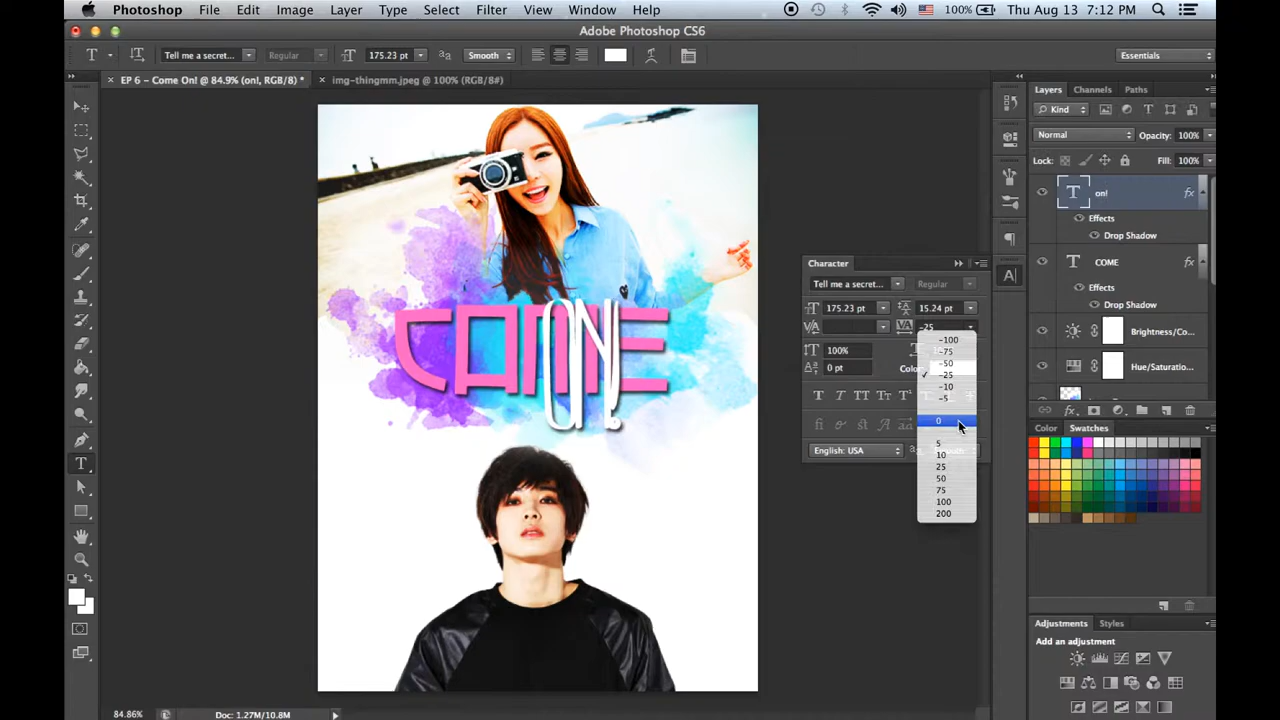 Photoshop File Edit Image Layer Type Select Filter View Window Help 100% Thu Aug 13 7:12 PM
Adobe Photoshop CS6
T Tell me a secret... Regular 175.23 pt aa Smooth Essentials
× EP 6 – Come On! @ 84.9% (on!, RGB/8) * × img-thingmm.jpeg @ 100% (RGB/8#)
Layers Channels Paths
Kind
Normal Opacity: 100%
Lock: Fill: 100%
T on! fx
Effects
Drop Shadow
T COME fx
Effects
Drop Shadow
Brightness/Co...
Hue/Saturatio...
Color Swatches
Adjustments Styles
Add an adjustment
Character
Tell me a secret... Regular
175.23 pt 15.24 pt
-25
100%
0 pt Color:
English: USA
-100
-75
-50
-25
-10
-5
0
5
10
25
50
75
100
200
COME
on!
84.86% Doc: 1.27M/10.8M